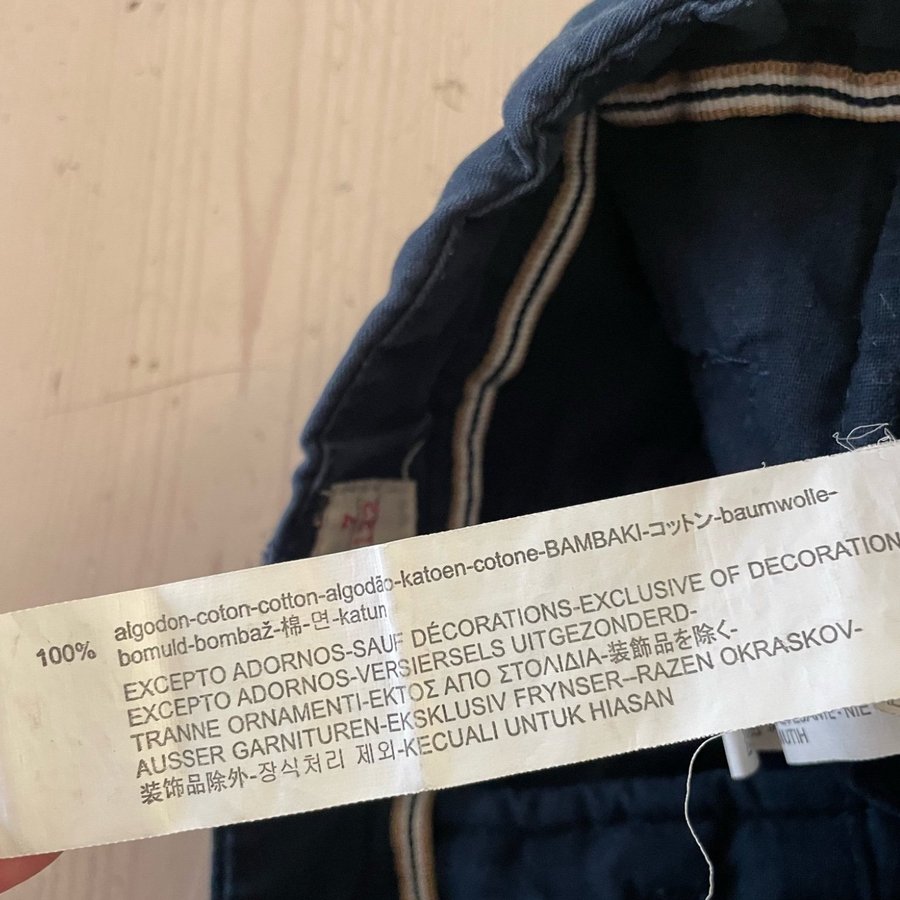 100% algodon-coton-cotton-algodão-katoen-cotone-BAMBAKI-コットン-baumwolle-
bomuld-bombaž-棉-면-katun
EXCEPTO ADORNOS-SAUF DÉCORATIONS-EXCLUSIVE OF DECORATION
EXCEPTO ADORNOS-VERSIERSELS UITGEZONDERD-
TRANNE ORNAMENTI-ΕΚΤΟΣ ΑΠΟ ΣΤΟΛΙΔΙΑ-装飾品を除く-
AUSSER GARNITUREN-EKSKLUSIV FRYNSER--RAZEN OKRASKOV-
装饰品除外-장식처리 제외-KECUALI UNTUK HIASAN
NIE